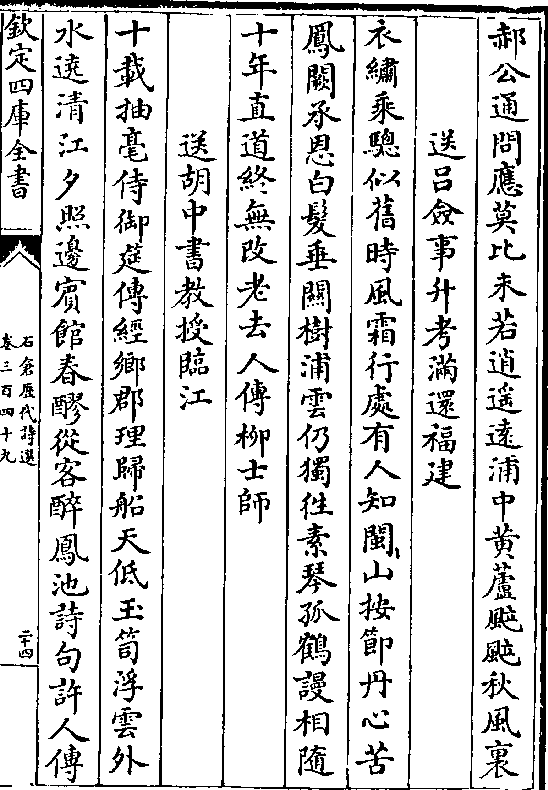 郝公通問應莫比未若逍遥遠浦中黄蘆颭颭秋風裏
送吕僉事升考滿還福建
衣繡乗驄似舊時風霜行處有人知閩山按節丹心苦
鳳闕承恩白髮垂闗樹浦雲仍獨徃素琴孤鶴謾相隨
十年直道終無改老去人傳柳士師
送胡中書教授臨江
十載抽毫侍御筵傳經鄉郡理歸船天低玉笥浮雲外
水遶清江夕照邊賓館春醪從客醉鳳池詩句許人傳
欽定四庫全書
石倉歴代詩選
卷三百四十九
二十四